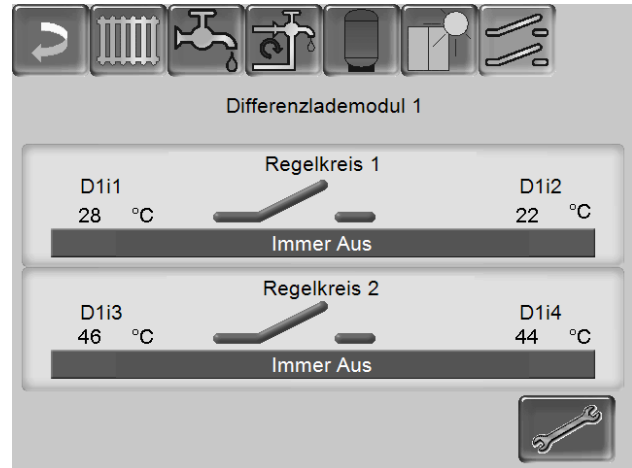 Differenzlademodul 1
Regelkreis 1
D1i1 D1i2
28 °C 22 °C
Immer Aus
Regelkreis 2
D1i3 D1i4
46 °C 44 °C
Immer Aus